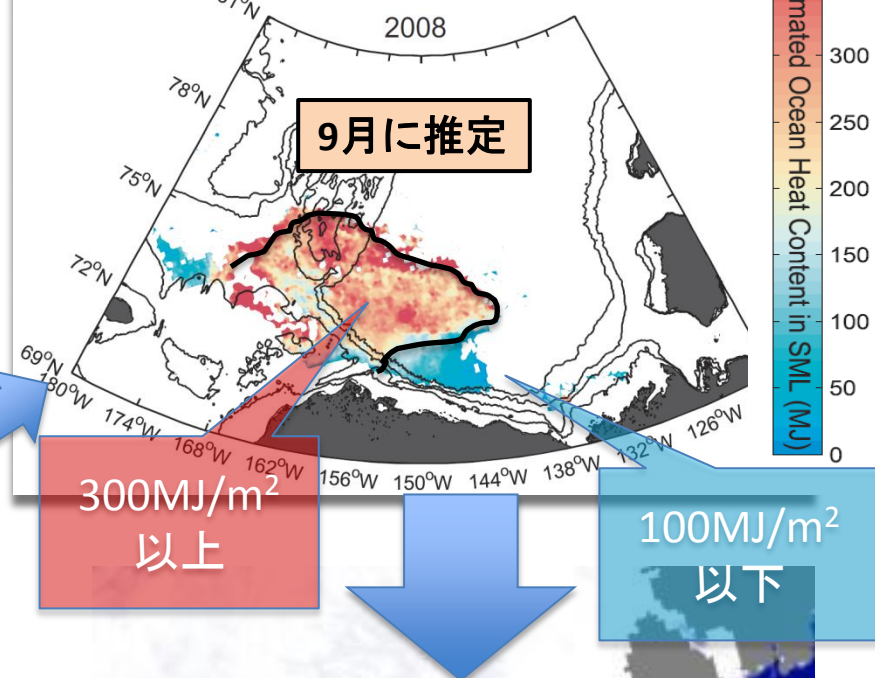 2008
78°N
9月に推定
75°N
72°N
69°N
180°W
174°W
168°W
162°W
156°W
150°W
144°W
138°W
132°W
126°W
300
250
200
150
100
50
0
Ocean Heat Content in SML (MJ)
300MJ/m²
以上
100MJ/m²
以下